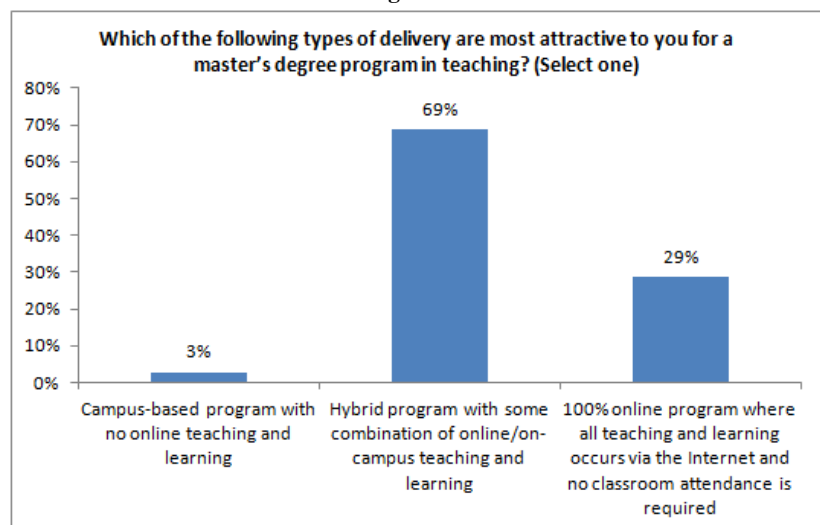 Which of the following types of delivery are most attractive to you for a
master's degree program in teaching? (Select one)
80%
70%
60%
50%
40%
30%
20%
10%
0%
3%
69%
29%
Campus-based program with
no online teaching and
learning
Hybrid program with some
combination of online/on-
campus teaching and
learning
100% online program where
all teaching and learning
occurs via the Internet and
no classroom attendance is
required